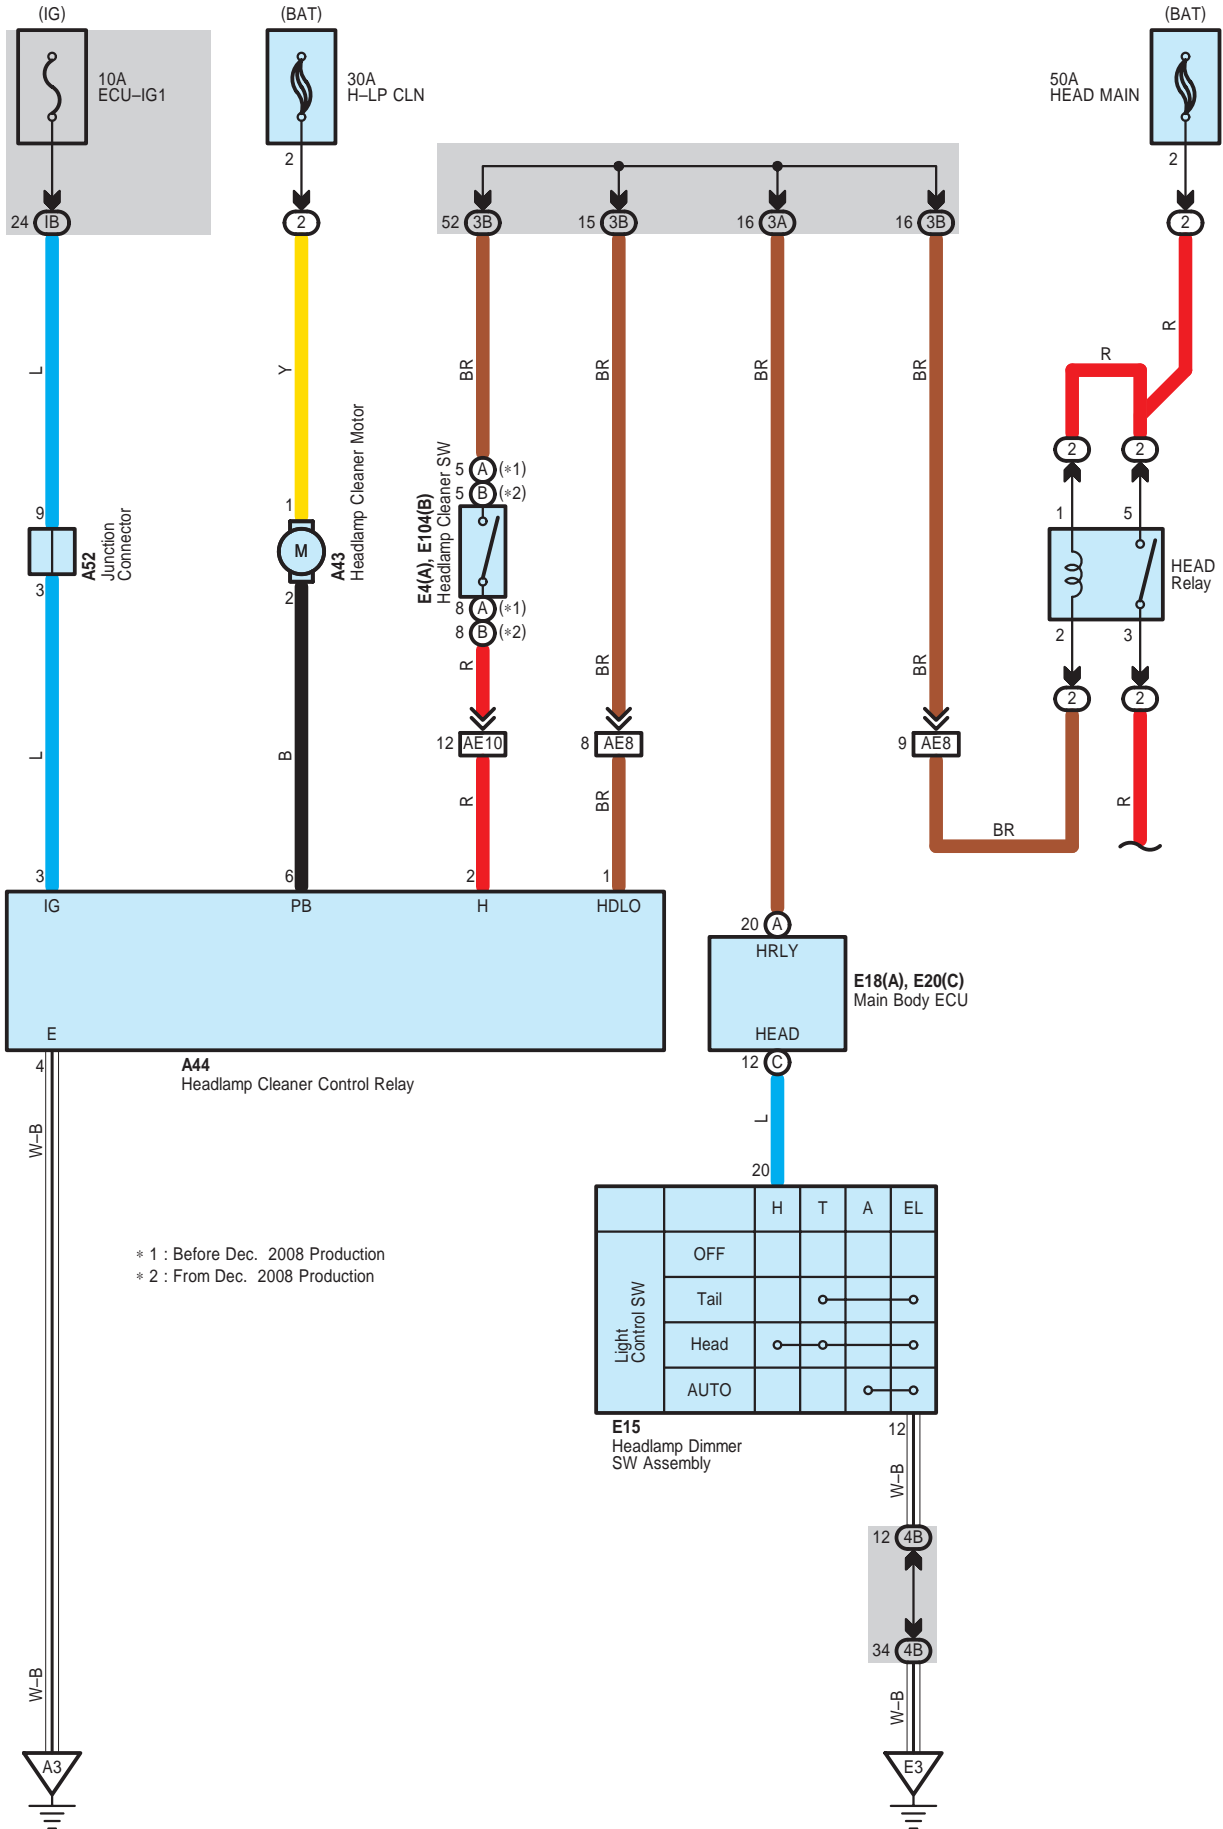 (IG)
(BAT)
(BAT)
10A
ECU–IG1
30A
H–LP CLN
50A
HEAD MAIN
2
2
24 IB
2
52 3B
15 3B
16 3A
16 3B
2
L
Y
BR
BR
BR
BR
R
R
2
2
9
A52
Junction
Connector
3
1
M
A43
Headlamp Cleaner Motor
2
5 A (*1)
5 B (*2)
E4(A), E104(B)
Headlamp Cleaner SW
8 A (*1)
8 B (*2)
1
5
HEAD
Relay
2
3
2
2
R
BR
12 AE10
8 AE8
9 AE8
L
B
R
BR
BR
R
3
6
2
1
IG
PB
H
HDLO
20 A
HRLY
E18(A), E20(C)
Main Body ECU
HEAD
12 C
E
4
A44
Headlamp Cleaner Control Relay
W–B
L
20
H
T
A
EL
OFF
Tail
Head
AUTO
Light
Control SW
* 1 : Before Dec. 2008 Production
* 2 : From Dec. 2008 Production
E15
Headlamp Dimmer
SW Assembly
12
W–B
12 4B
34 4B
W–B
W–B
A3
E3